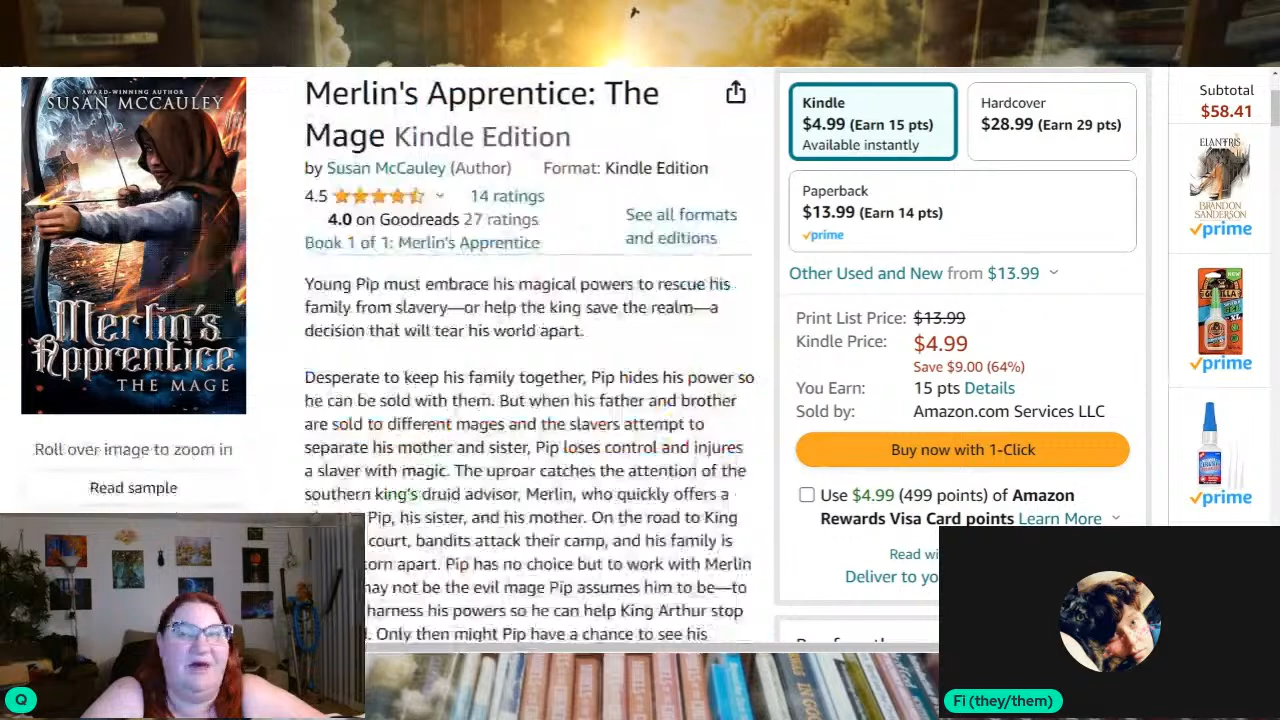 AWARD-WINNING AUTHOR
SUSAN MCCAULEY
Merlin's
Apprentice
THE MAGE
Roll over image to zoom in
Read sample
Merlin's Apprentice: The
Mage Kindle Edition
by Susan McCauley (Author) Format: Kindle Edition
4.5 14 ratings
4.0 on Goodreads 27 ratings
See all formats
and editions
Book 1 of 1: Merlin's Apprentice
Young Pip must embrace his magical powers to rescue his
family from slavery—or help the king save the realm—a
decision that will tear his world apart.
Desperate to keep his family together, Pip hides his power so
he can be sold with them. But when his father and brother
are sold to different mages and the slavers attempt to
separate his mother and sister, Pip loses control and injures
a slaver with magic. The uproar catches the attention of the
southern king's druid advisor, Merlin, who quickly offers a
Pip, his sister, and his mother. On the road to King
court, bandits attack their camp, and his family is
orn apart. Pip has no choice but to work with Merlin
may not be the evil mage Pip assumes him to be—to
harness his powers so he can help King Arthur stop
Only then might Pip have a chance to see his
Kindle
$4.99 (Earn 15 pts)
Available instantly
Hardcover
$28.99 (Earn 29 pts)
Paperback
$13.99 (Earn 14 pts)
prime
Other Used and New from $13.99
Print List Price: $13.99
Kindle Price: $4.99
Save $9.00 (64%)
You Earn: 15 pts Details
Sold by: Amazon.com Services LLC
Buy now with 1-Click
Use $4.99 (499 points) of Amazon
Rewards Visa Card points Learn More
Read wi
Deliver to yo
Subtotal
$58.41
ELANTRIS
BRANDON
SANDERSON
prime
prime
prime
Q
Fi (they/them)